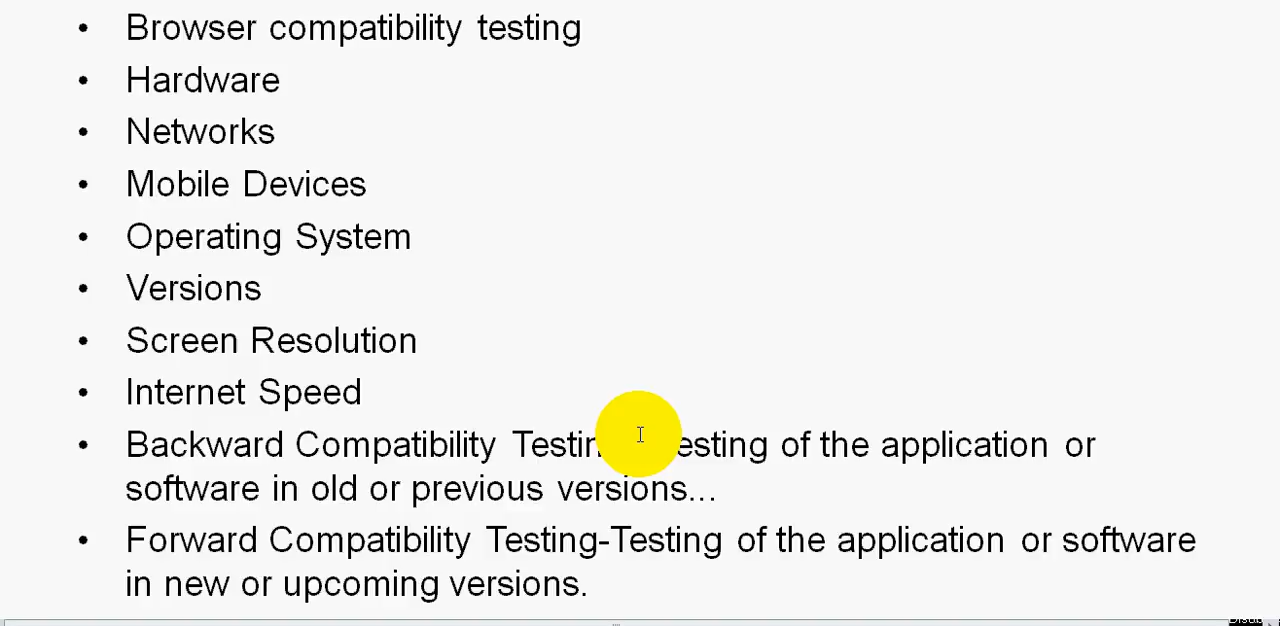 • Browser compatibility testing
• Hardware
• Networks
• Mobile Devices
• Operating System
• Versions
• Screen Resolution
• Internet Speed
• Backward Compatibility of the application or
software in old or previous versions...
• Forward Compatibility Testing-Testing of the application or software
in new or upcoming versions.